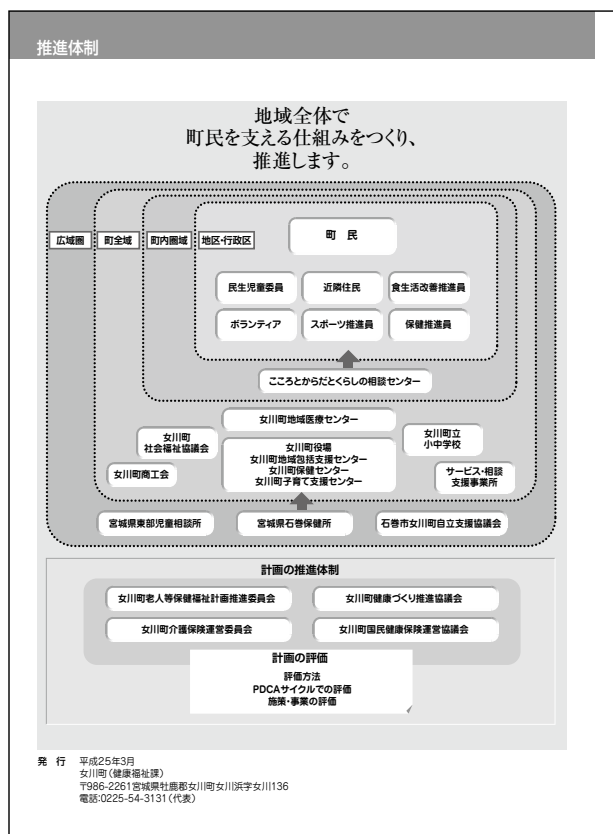 推進体制
地域全体で
町民を支える仕組みをつくり、
推進します。
広域圏
町全域
町内圏域
地区・行政区
町 民
民生児童委員
近隣住民
食生活改善推進員
ボランティア
スポーツ推進員
保健推進員
こころとからだとくらしの相談センター
女川町地域医療センター
女川町
社会福祉協議会
女川町商工会
女川町役場
女川町地域包括支援センター
女川町保健センター
女川町子育て支援センター
女川町立
小中学校
サービス・相談
支援事業所
宮城県東部児童相談所
宮城県石巻保健所
石巻市女川町自立支援協議会
計画の推進体制
女川町老人等保健福祉計画推進委員会
女川町健康づくり推進協議会
女川町介護保険運営委員会
女川町国民健康保険運営協議会
計画の評価
評価方法
PDCAサイクルでの評価
施策・事業の評価
発 行 平成25年3月
女川町(健康福祉課)
〒986-2261宮城県牡鹿郡女川町女川浜字女川136
電話:0225-54-3131(代表)